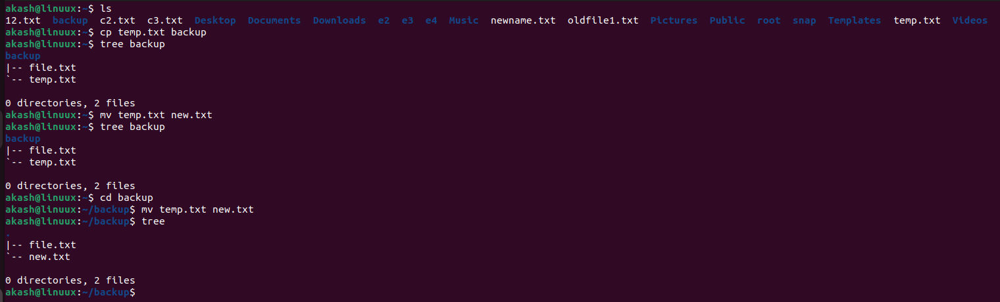 akash@linuux:~$ ls
12.txt  backup  c2.txt  c3.txt  Desktop  Documents  Downloads  e2  e3  e4  Music  newname.txt  oldfile1.txt  Pictures  Public  root  snap  Templates  temp.txt  Videos
akash@linuux:~$ cp temp.txt backup
akash@linuux:~$ tree backup
backup
|-- file.txt
`-- temp.txt
0 directories, 2 files
akash@linuux:~$ mv temp.txt new.txt
akash@linuux:~$ tree backup
backup
|-- file.txt
`-- temp.txt
0 directories, 2 files
akash@linuux:~$ cd backup
akash@linuux:~/backup$ mv temp.txt new.txt
akash@linuux:~/backup$ tree
.
|-- file.txt
`-- new.txt
0 directories, 2 files
akash@linuux:~/backup$